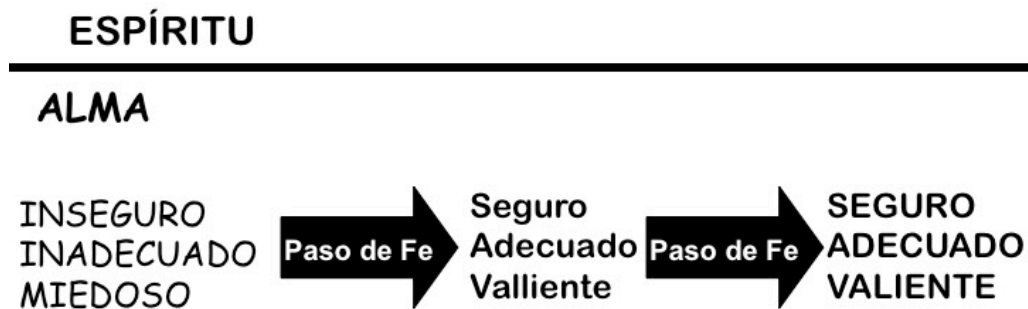 ESPÍRITU
ALMA
INSEGURO
INADECUADO
MIEDOSO
Paso de Fe
Seguro
Adecuado
Valliente
Paso de Fe
SEGURO
ADECUADO
VALIENTE